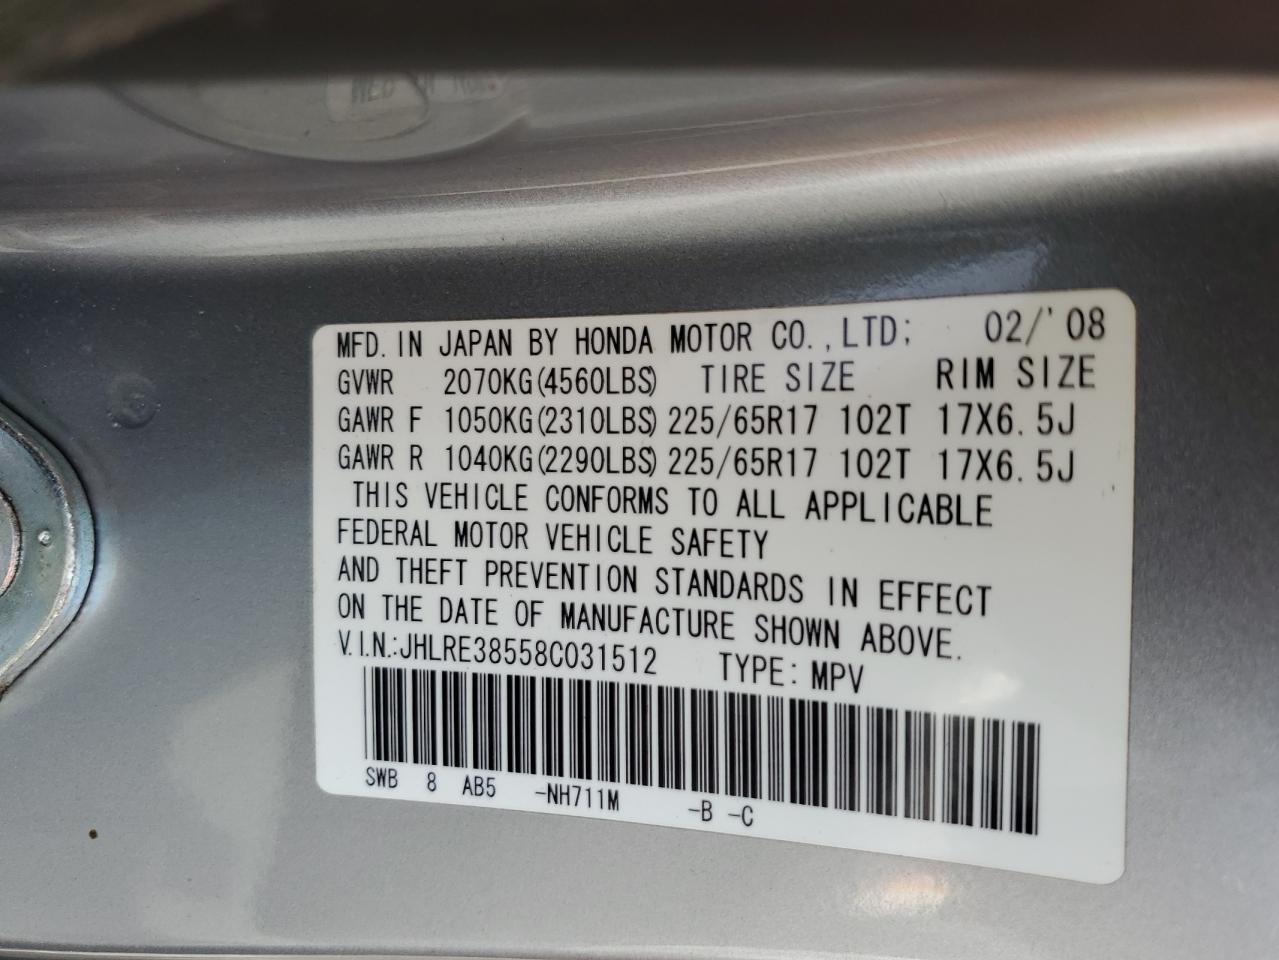 MFD. IN JAPAN BY HONDA MOTOR CO., LTD; 02/'08
GVWR 2070KG(4560LBS) TIRE SIZE RIM SIZE
GAWR F 1050KG(2310LBS) 225/65R17 102T 17X6.5J
GAWR R 1040KG(2290LBS) 225/65R17 102T 17X6.5J
THIS VEHICLE CONFORMS TO ALL APPLICABLE
FEDERAL MOTOR VEHICLE SAFETY
AND THEFT PREVENTION STANDARDS IN EFFECT
ON THE DATE OF MANUFACTURE SHOWN ABOVE.
V.I.N.:JHLRE38558C031512 TYPE: MPV
SWB 8 AB5 -NH711M -B -C